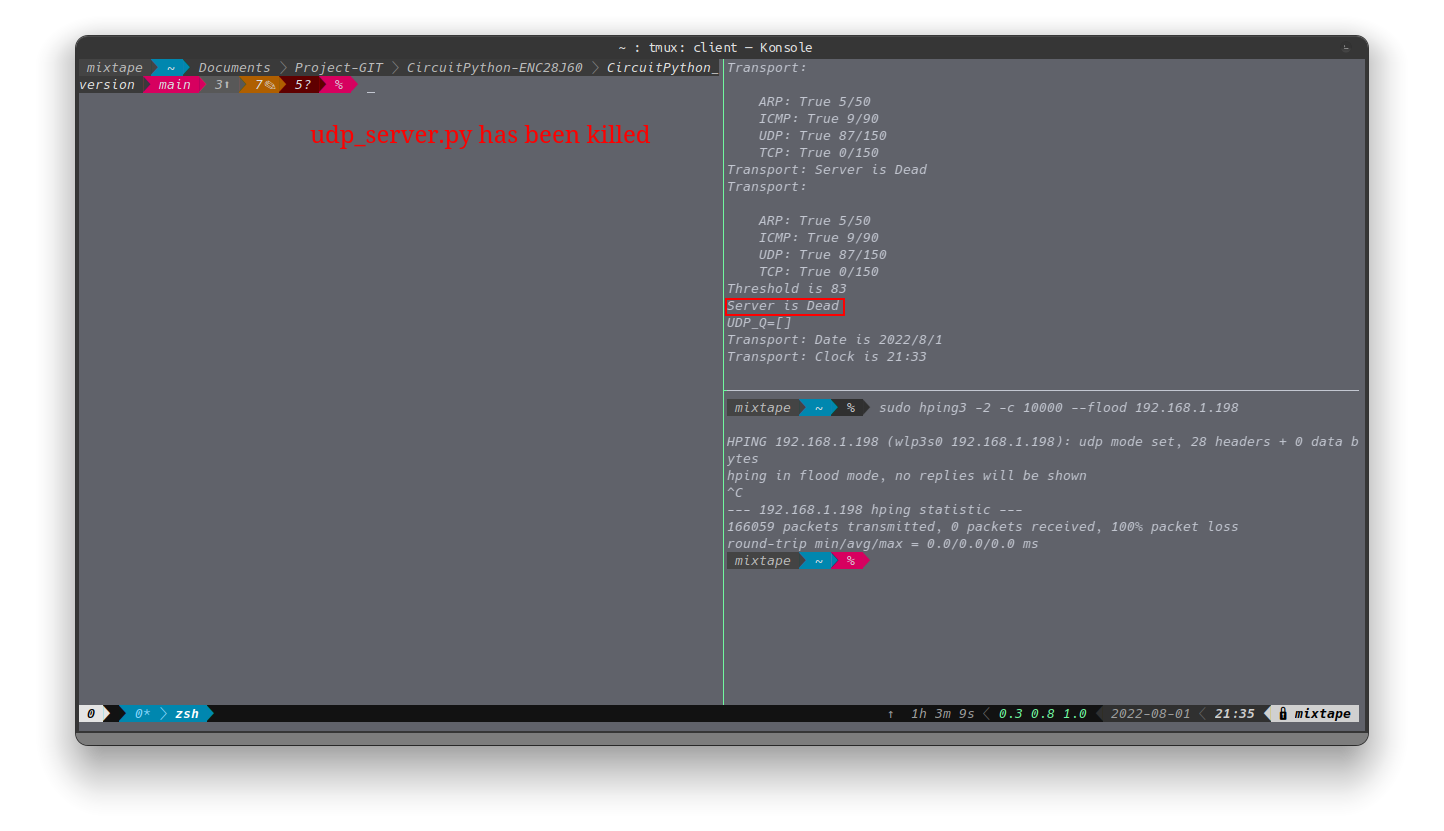 ~ : tmux: client — Konsole
mixtape ~ Documents Project-GIT CircuitPython-ENC28J60 CircuitPython_
version main 3⬆ 7✎ 5? % _
udp_server.py has been killed
Transport:
ARP: True 5/50
ICMP: True 9/90
UDP: True 87/150
TCP: True 0/150
Transport: Server is Dead
Transport:
ARP: True 5/50
ICMP: True 9/90
UDP: True 87/150
TCP: True 0/150
Threshold is 83
Server is Dead
UDP_Q=[]
Transport: Date is 2022/8/1
Transport: Clock is 21:33
mixtape ~ % sudo hping3 -2 -c 10000 --flood 192.168.1.198
HPING 192.168.1.198 (wlp3s0 192.168.1.198): udp mode set, 28 headers + 0 data b
ytes
hping in flood mode, no replies will be shown
^C
--- 192.168.1.198 hping statistic ---
166059 packets transmitted, 0 packets received, 100% packet loss
round-trip min/avg/max = 0.0/0.0/0.0 ms
mixtape ~ %
0 0* zsh ↑ 1h 3m 9s 0.3 0.8 1.0 2022-08-01 21:35 mixtape